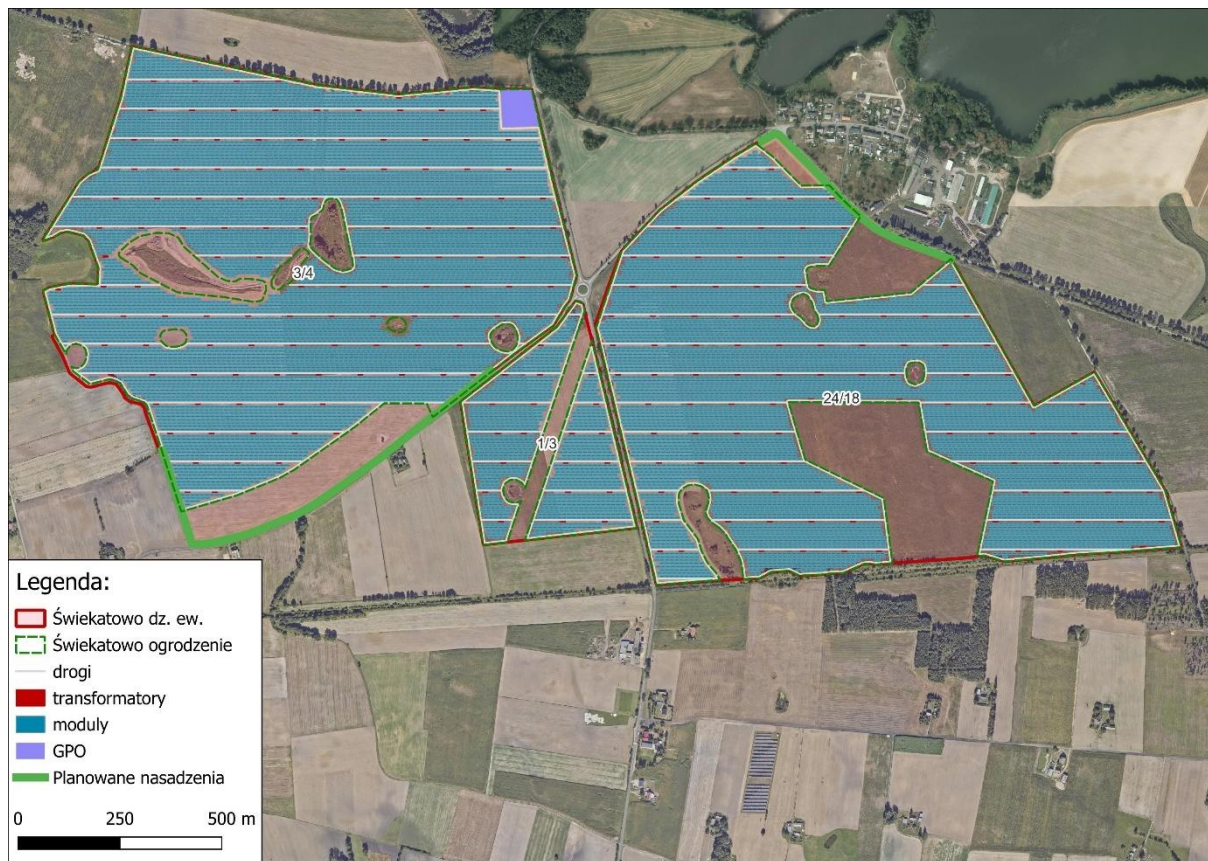 3/4
1/3
24/18
Legenda:
Świekatowo dz. ew.
Świekatowo ogrodzenie
drogi
transformatory
moduly
GPO
Planowane nasadzenia
0 250 500 m